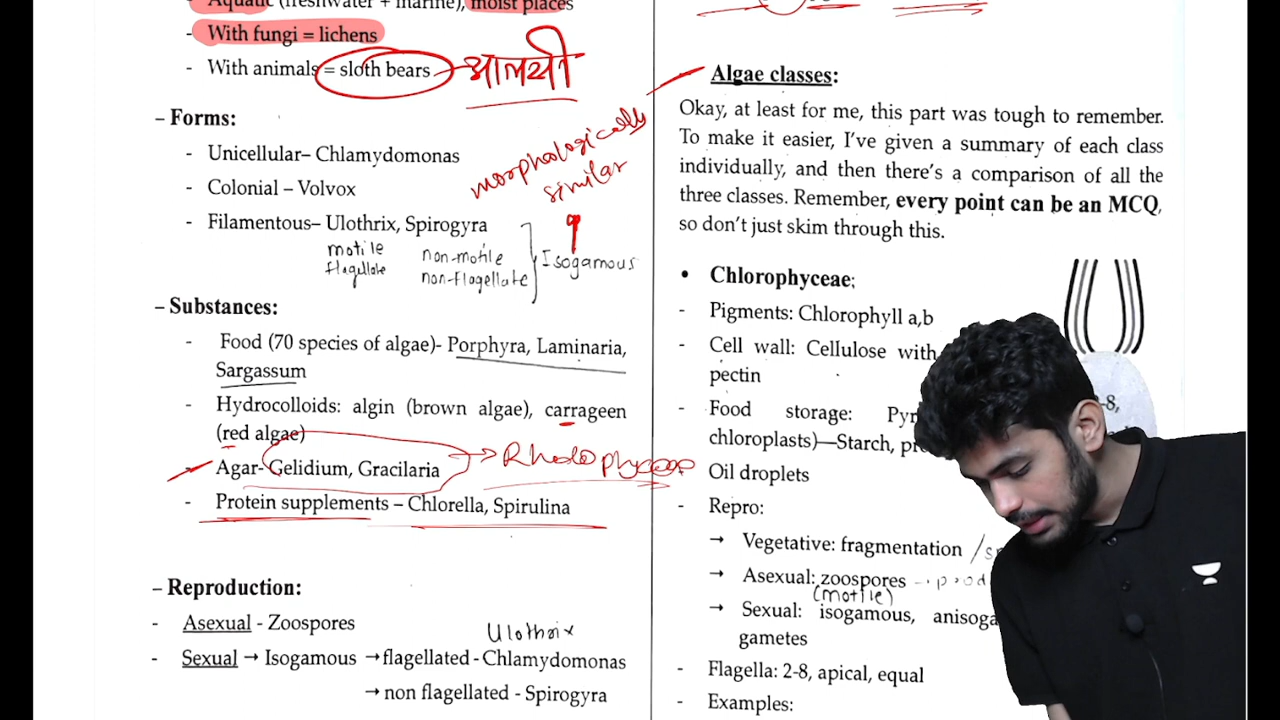 Aquatic (freshwater + marine), moist places
- With fungi = lichens
- With animals = sloth bears
आलसी
– Forms:
- Unicellular– Chlamydomonas
- Colonial – Volvox
- Filamentous– Ulothrix, Spirogyra
motile non-motile
flagellate non-flagellate
Isogamous
morphologically
similar
– Substances:
- Food (70 species of algae)- Porphyra, Laminaria,
Sargassum
- Hydrocolloids: algin (brown algae), carrageen
(red algae)
- Agar- Gelidium, Gracilaria
Rhodophyceae
- Protein supplements – Chlorella, Spirulina
– Reproduction:
- Asexual - Zoospores
Ulothrix
- Sexual → Isogamous → flagellated - Chlamydomonas
→ non flagellated - Spirogyra
Algae classes:
Okay, at least for me, this part was tough to remember.
To make it easier, I've given a summary of each class
individually, and then there's a comparison of all the
three classes. Remember, every point can be an MCQ,
so don't just skim through this.
• Chlorophyceae:
- Pigments: Chlorophyll a,b
- Cell wall: Cellulose with
pectin
- Food storage:
chloroplasts)—Starch,
Oil droplets
- Repro:
→ Vegetative: fragmentation /
→ Asexual: zoospores
(motile)
→ Sexual: isogamous,
gametes
- Flagella: 2-8, apical, equal
- Examples:
-8,